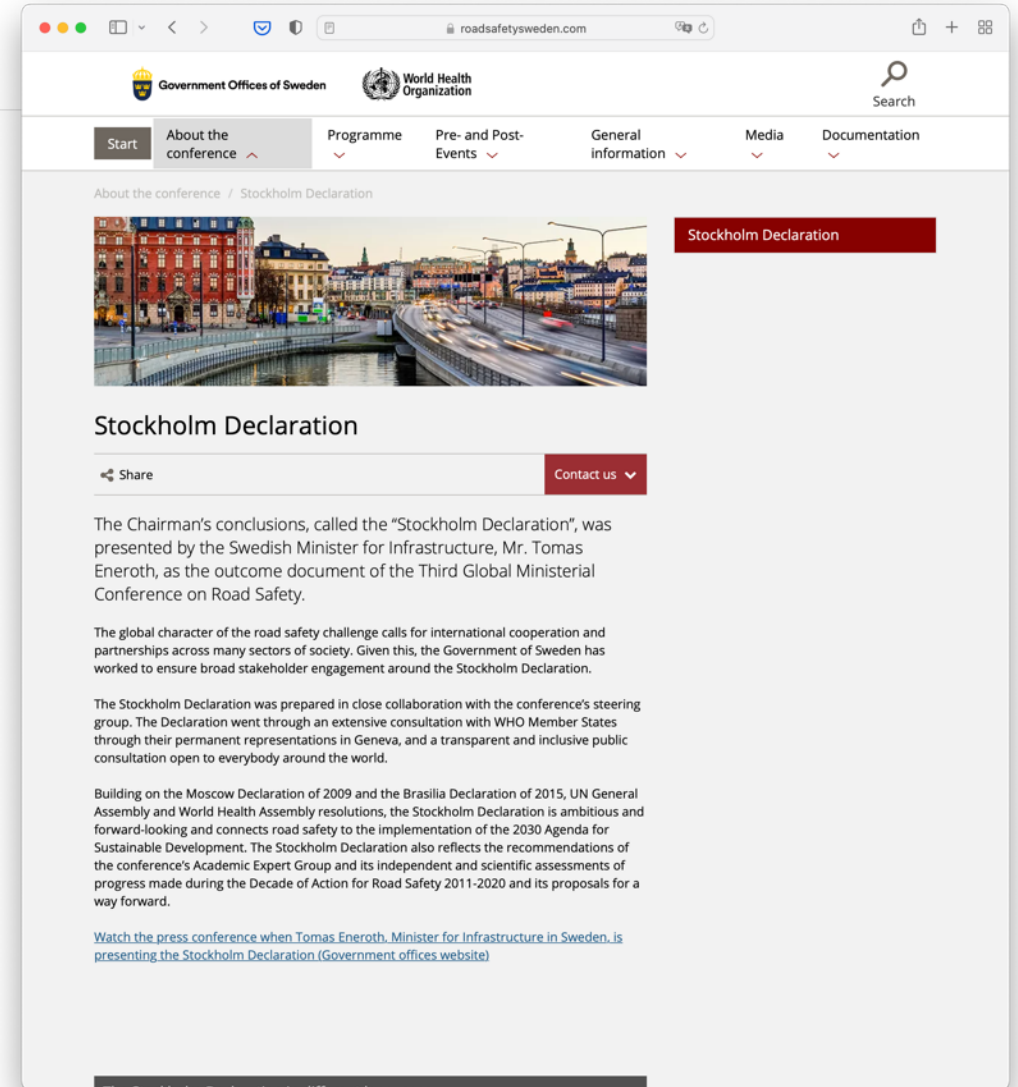 roadsafetysweden.com
Government Offices of Sweden
World Health
Organization
Search
Start
About the
conference
Programme
Pre- and Post-
Events
General
information
Media
Documentation
About the conference / Stockholm Declaration
Stockholm Declaration
Stockholm Declaration
Share
Contact us
The Chairman’s conclusions, called the “Stockholm Declaration”, was
presented by the Swedish Minister for Infrastructure, Mr. Tomas
Eneroth, as the outcome document of the Third Global Ministerial
Conference on Road Safety.
The global character of the road safety challenge calls for international cooperation and
partnerships across many sectors of society. Given this, the Government of Sweden has
worked to ensure broad stakeholder engagement around the Stockholm Declaration.
The Stockholm Declaration was prepared in close collaboration with the conference’s steering
group. The Declaration went through an extensive consultation with WHO Member States
through their permanent representations in Geneva, and a transparent and inclusive public
consultation open to everybody around the world.
Building on the Moscow Declaration of 2009 and the Brasilia Declaration of 2015, UN General
Assembly and World Health Assembly resolutions, the Stockholm Declaration is ambitious and
forward-looking and connects road safety to the implementation of the 2030 Agenda for
Sustainable Development. The Stockholm Declaration also reflects the recommendations of
the conference’s Academic Expert Group and its independent and scientific assessments of
progress made during the Decade of Action for Road Safety 2011-2020 and its proposals for a
way forward.
Watch the press conference when Tomas Eneroth, Minister for Infrastructure in Sweden, is
presenting the Stockholm Declaration (Government offices website)